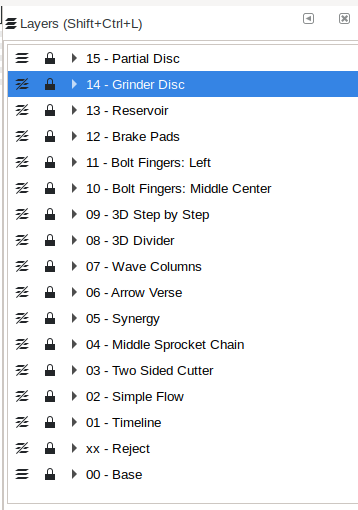 Layers (Shift+Ctrl+L)
15 - Partial Disc
14 - Grinder Disc
13 - Reservoir
12 - Brake Pads
11 - Bolt Fingers: Left
10 - Bolt Fingers: Middle Center
09 - 3D Step by Step
08 - 3D Divider
07 - Wave Columns
06 - Arrow Verse
05 - Synergy
04 - Middle Sprocket Chain
03 - Two Sided Cutter
02 - Simple Flow
01 - Timeline
xx - Reject
00 - Base